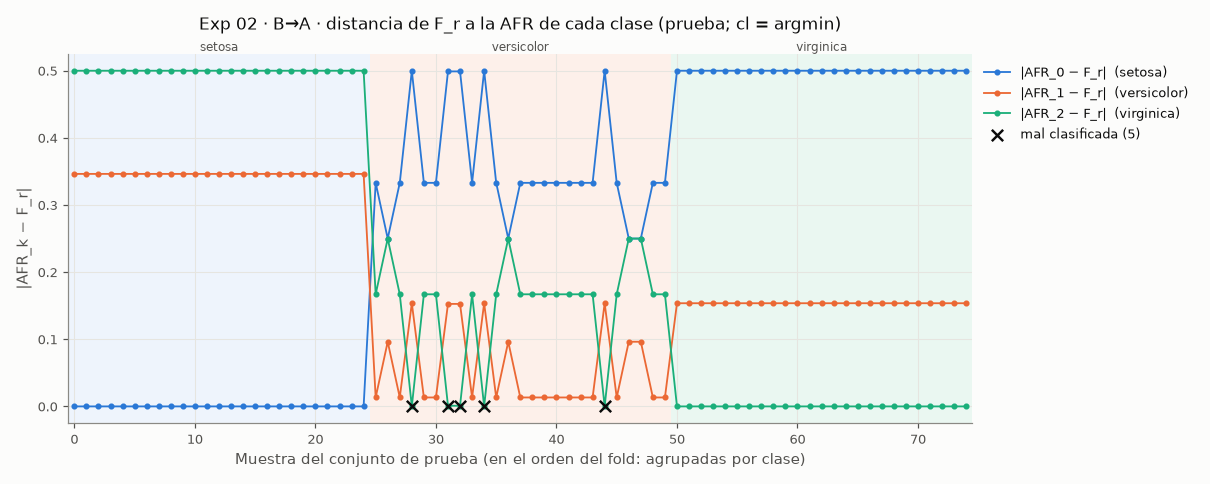 Exp 02 · B→A · distancia de F_r a la AFR de cada clase (prueba; cl = argmin)
setosa versicolor virginica
|AFR_0 − F_r| (setosa)
|AFR_1 − F_r| (versicolor)
|AFR_2 − F_r| (virginica)
mal clasificada (5)
|AFR_k − F_r|
0.5
0.4
0.3
0.2
0.1
0.0
0 10 20 30 40 50 60 70
Muestra del conjunto de prueba (en el orden del fold: agrupadas por clase)